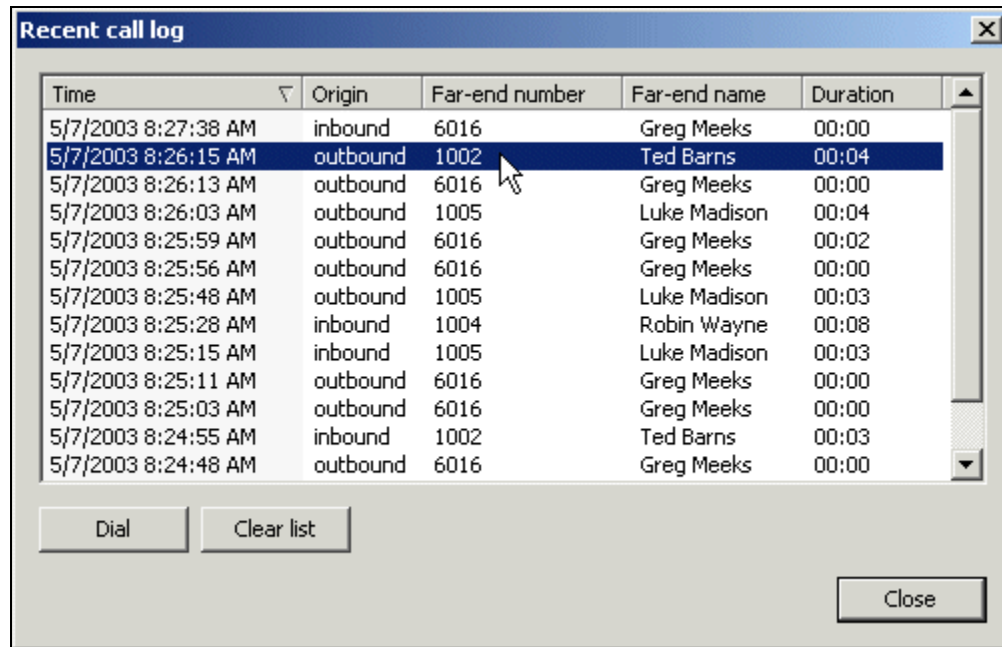 Recent call log
Time Origin Far-end number Far-end name Duration
5/7/2003 8:27:38 AM inbound 6016 Greg Meeks 00:00
5/7/2003 8:26:15 AM outbound 1002 Ted Barns 00:04
5/7/2003 8:26:13 AM outbound 6016 Greg Meeks 00:00
5/7/2003 8:26:03 AM outbound 1005 Luke Madison 00:04
5/7/2003 8:25:59 AM outbound 6016 Greg Meeks 00:02
5/7/2003 8:25:56 AM outbound 6016 Greg Meeks 00:00
5/7/2003 8:25:48 AM outbound 1005 Luke Madison 00:03
5/7/2003 8:25:28 AM inbound 1004 Robin Wayne 00:08
5/7/2003 8:25:15 AM inbound 1005 Luke Madison 00:03
5/7/2003 8:25:11 AM outbound 6016 Greg Meeks 00:00
5/7/2003 8:25:03 AM outbound 6016 Greg Meeks 00:00
5/7/2003 8:24:55 AM inbound 1002 Ted Barns 00:03
5/7/2003 8:24:48 AM outbound 6016 Greg Meeks 00:00
Dial Clear list
Close